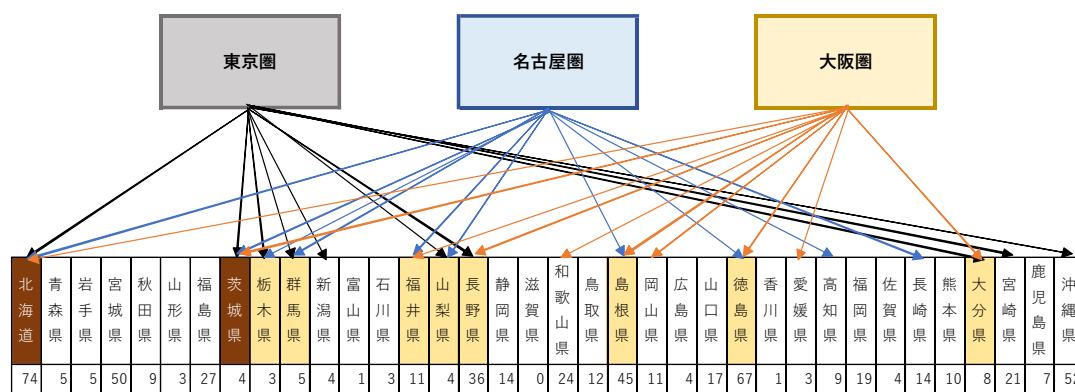 東京圏 名古屋圏 大阪圏
北海道 青森県 岩手県 宮城県 秋田県 山形県 福島県 茨城県 栃木県 群馬県 新潟県 富山県 石川県 福井県 山梨県 長野県 静岡県 滋賀県 和歌山県 鳥取県 島根県 岡山県 広島県 山口県 徳島県 香川県 愛媛県 高知県 福岡県 佐賀県 長崎県 熊本県 大分県 宮崎県 鹿児島県 沖縄県
74 5 5 50 9 3 27 4 3 5 4 1 3 11 4 36 14 0 24 12 45 11 4 17 67 1 3 9 19 4 14 10 8 21 7